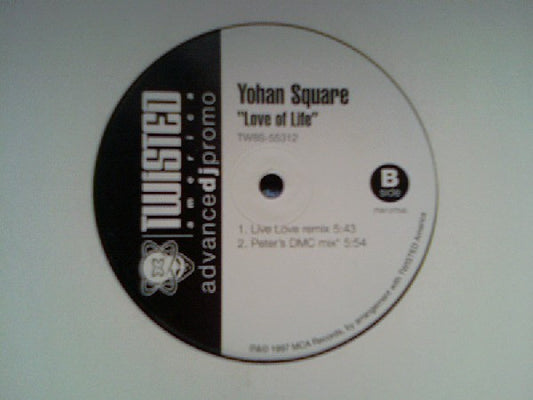 TWISTED
america
advancedjpromo
Yohan Square
"Love of Life"
TW8S-55312
B
side
1. Live Love remix 5:43
2. Peter's DMC mix* 5:54
1997 MCA Records, by arrangement with TWISTED America